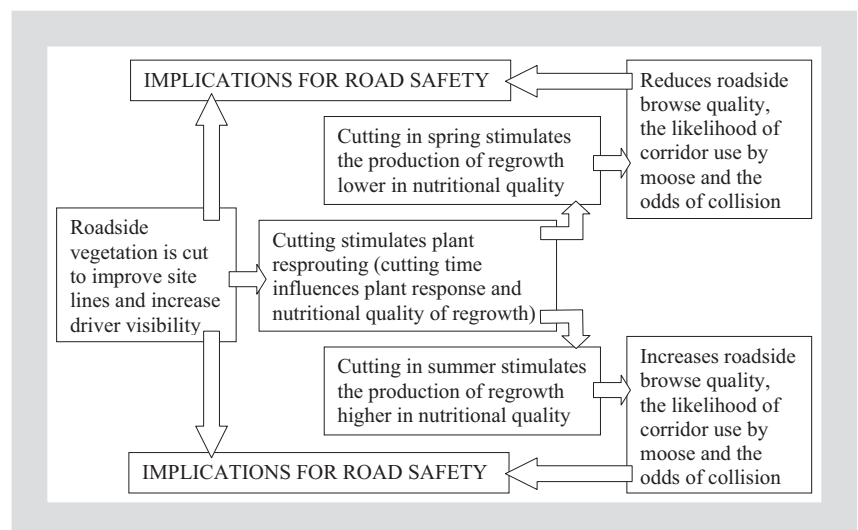 IMPLICATIONS FOR ROAD SAFETY
Reduces roadside
browse quality,
the likelihood of
corridor use by
moose and the
odds of collision
Cutting in spring stimulates
the production of regrowth
lower in nutritional quality
Roadside
vegetation is cut
to improve site
lines and increase
driver visibility
Cutting stimulates plant
resprouting (cutting time
influences plant response and
nutritional quality of regrowth)
Cutting in summer stimulates
the production of regrowth
higher in nutritional quality
Increases roadside
browse quality,
the likelihood of
corridor use by
moose and the
odds of collision
IMPLICATIONS FOR ROAD SAFETY